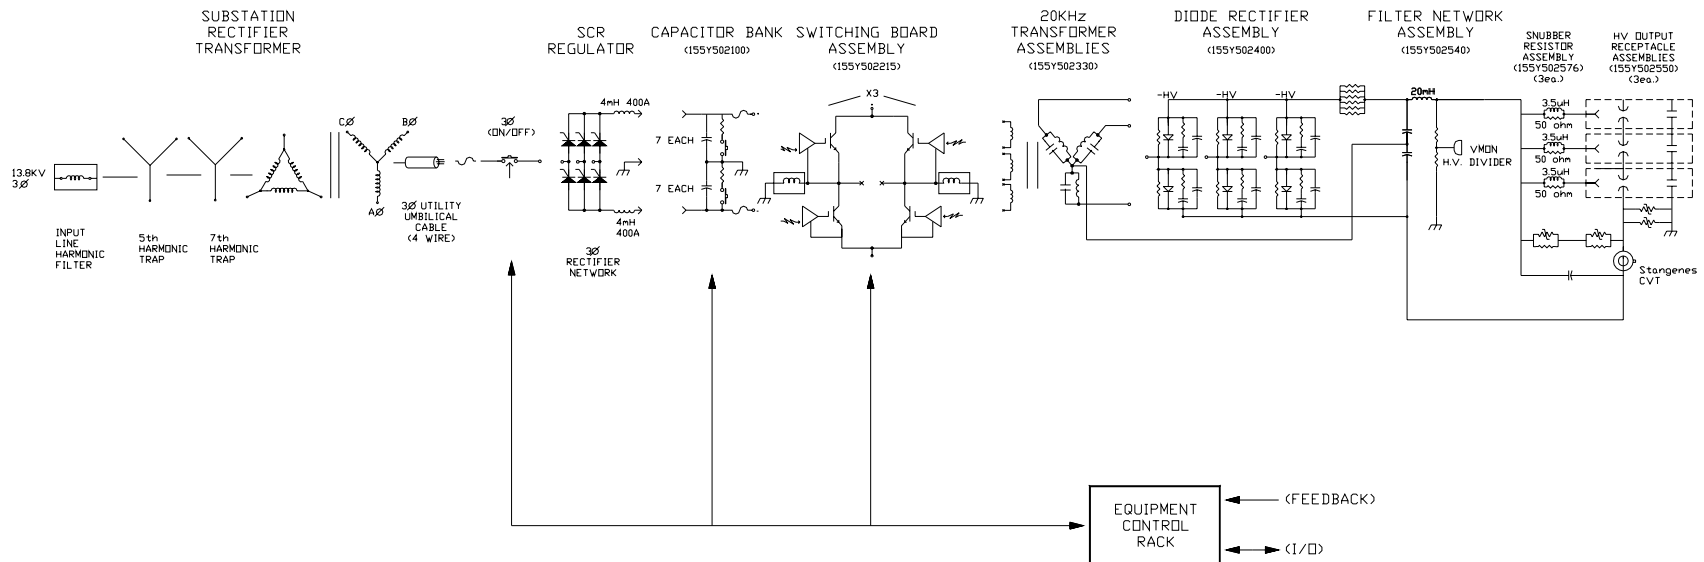 SUBSTATION
RECTIFIER
TRANSFORMER
SCR
REGULATOR
CAPACITOR BANK
(155Y502100)
SWITCHING BOARD
ASSEMBLY
(155Y502215)
20KHz
TRANSFORMER
ASSEMBLIES
(155Y502330)
DIODE RECTIFIER
ASSEMBLY
(155Y502400)
FILTER NETWORK
ASSEMBLY
(155Y502540)
SNUBBER
RESISTOR
ASSEMBLY
(155Y502576)
(3ea.)
HV OUTPUT
RECEPTACLE
ASSEMBLIES
(155Y502550)
(3ea.)
13.8KV
3Ø
INPUT
LINE
HARMONIC
FILTER
5th
HARMONIC
TRAP
7th
HARMONIC
TRAP
CØ
BØ
AØ
3Ø UTILITY
UMBILICAL
CABLE
(4 WIRE)
3Ø
(ON/OFF)
4mH 400A
4mH
400A
3Ø
RECTIFIER
NETWORK
7 EACH
7 EACH
X3
-HV
-HV
-HV
20mH
VMON
H.V. DIVIDER
3.5uH
50 ohm
3.5uH
50 ohm
3.5uH
50 ohm
Stangenes
CVT
EQUIPMENT
CONTROL
RACK
(FEEDBACK)
(I/O)